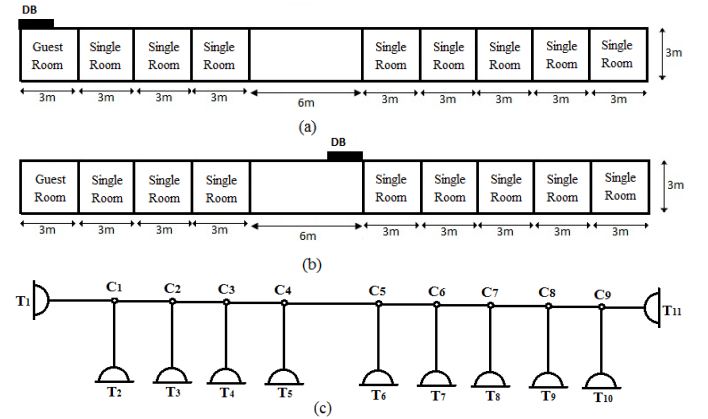 DB
Guest Single Single Single Single Single Single Single Single
Room Room Room Room Room Room Room Room Room
3m
3m 3m 3m 3m 6m 3m 3m 3m 3m 3m
(a)
DB
Guest Single Single Single Single Single Single Single Single
Room Room Room Room Room Room Room Room Room
3m
3m 3m 3m 3m 6m 3m 3m 3m 3m 3m
(b)
C1 C2 C3 C4 C5 C6 C7 C8 C9
T1 T11
T2 T3 T4 T5 T6 T7 T8 T9 T10
(c)